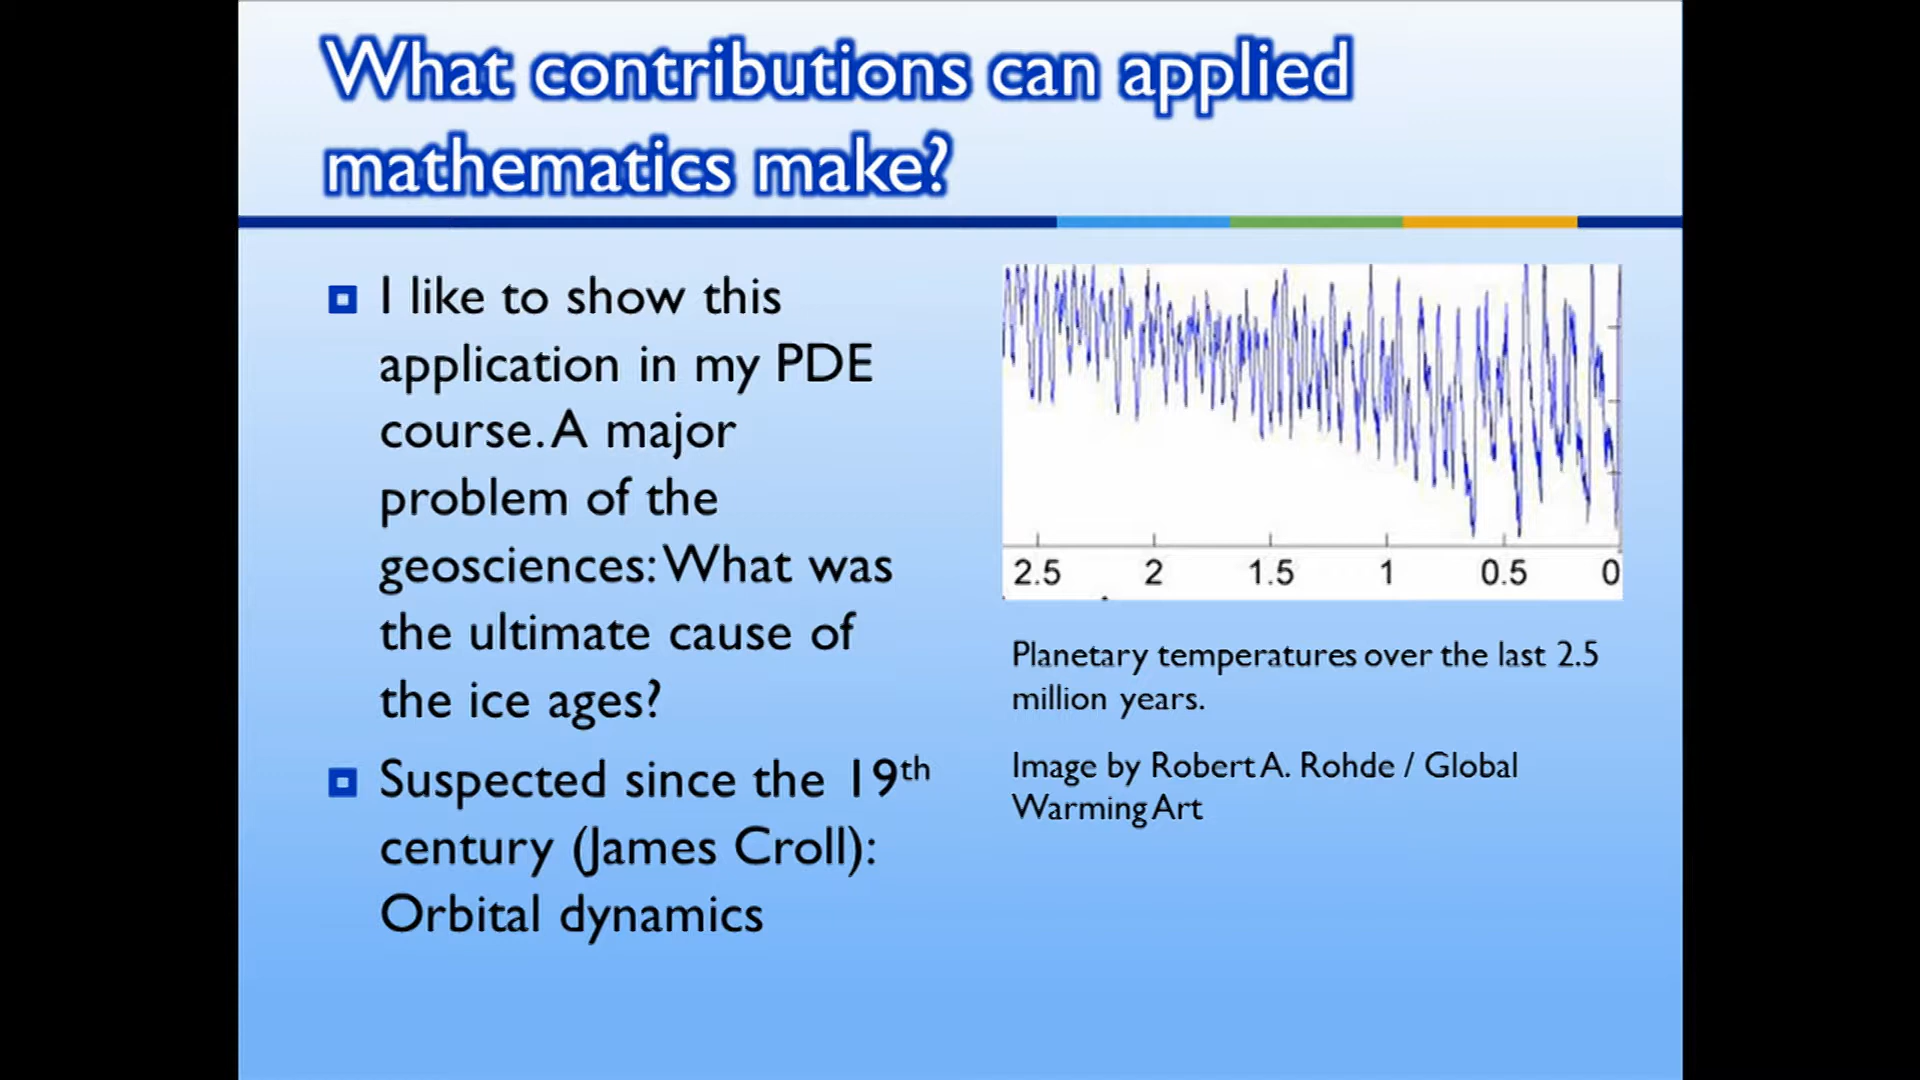 What contributions can applied
mathematics make?
I like to show this
application in my PDE
course. A major
problem of the
geosciences: What was
the ultimate cause of
the ice ages?
Suspected since the 19th
century (James Croll):
Orbital dynamics
2.5 2 1.5 1 0.5 0
Planetary temperatures over the last 2.5
million years.
Image by Robert A. Rohde / Global
Warming Art